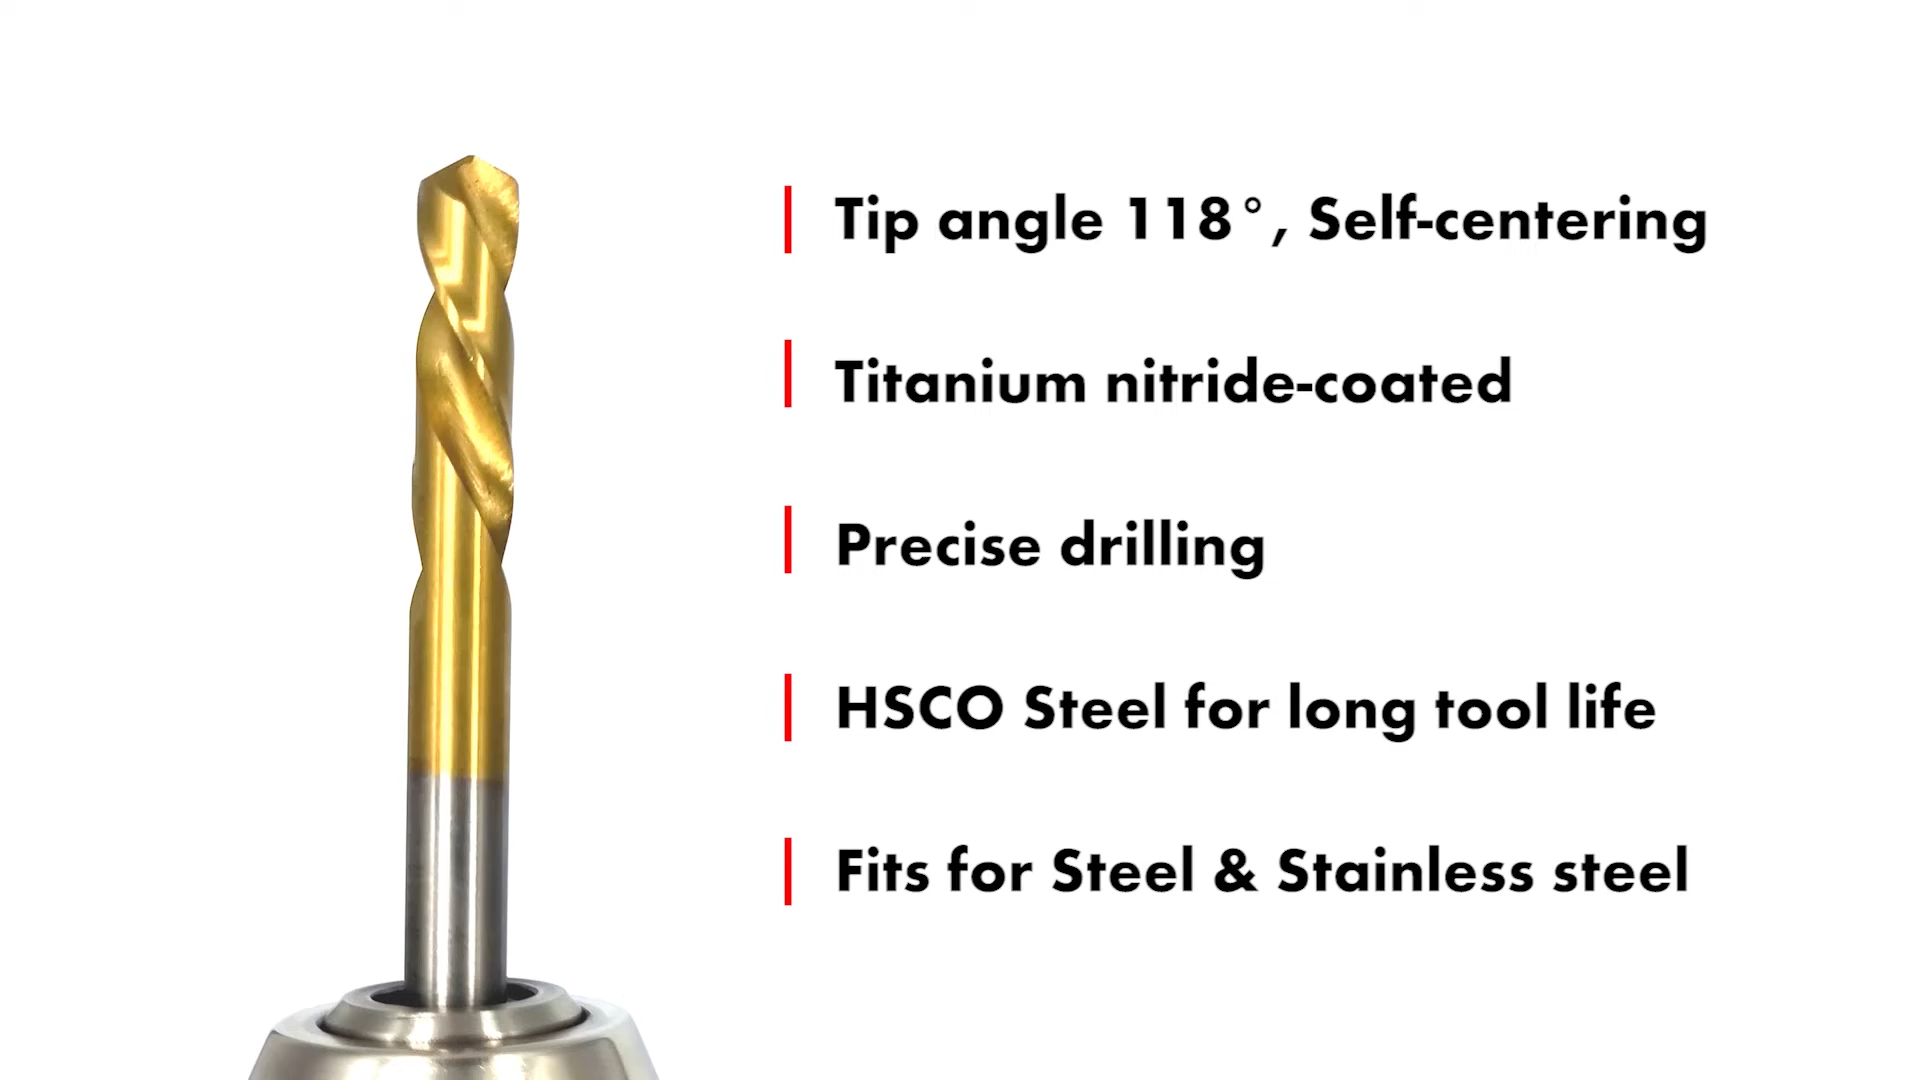 Tip angle 118°, Self-centering
Titanium nitride-coated
Precise drilling
HSCO Steel for long tool life
Fits for Steel & Stainless steel